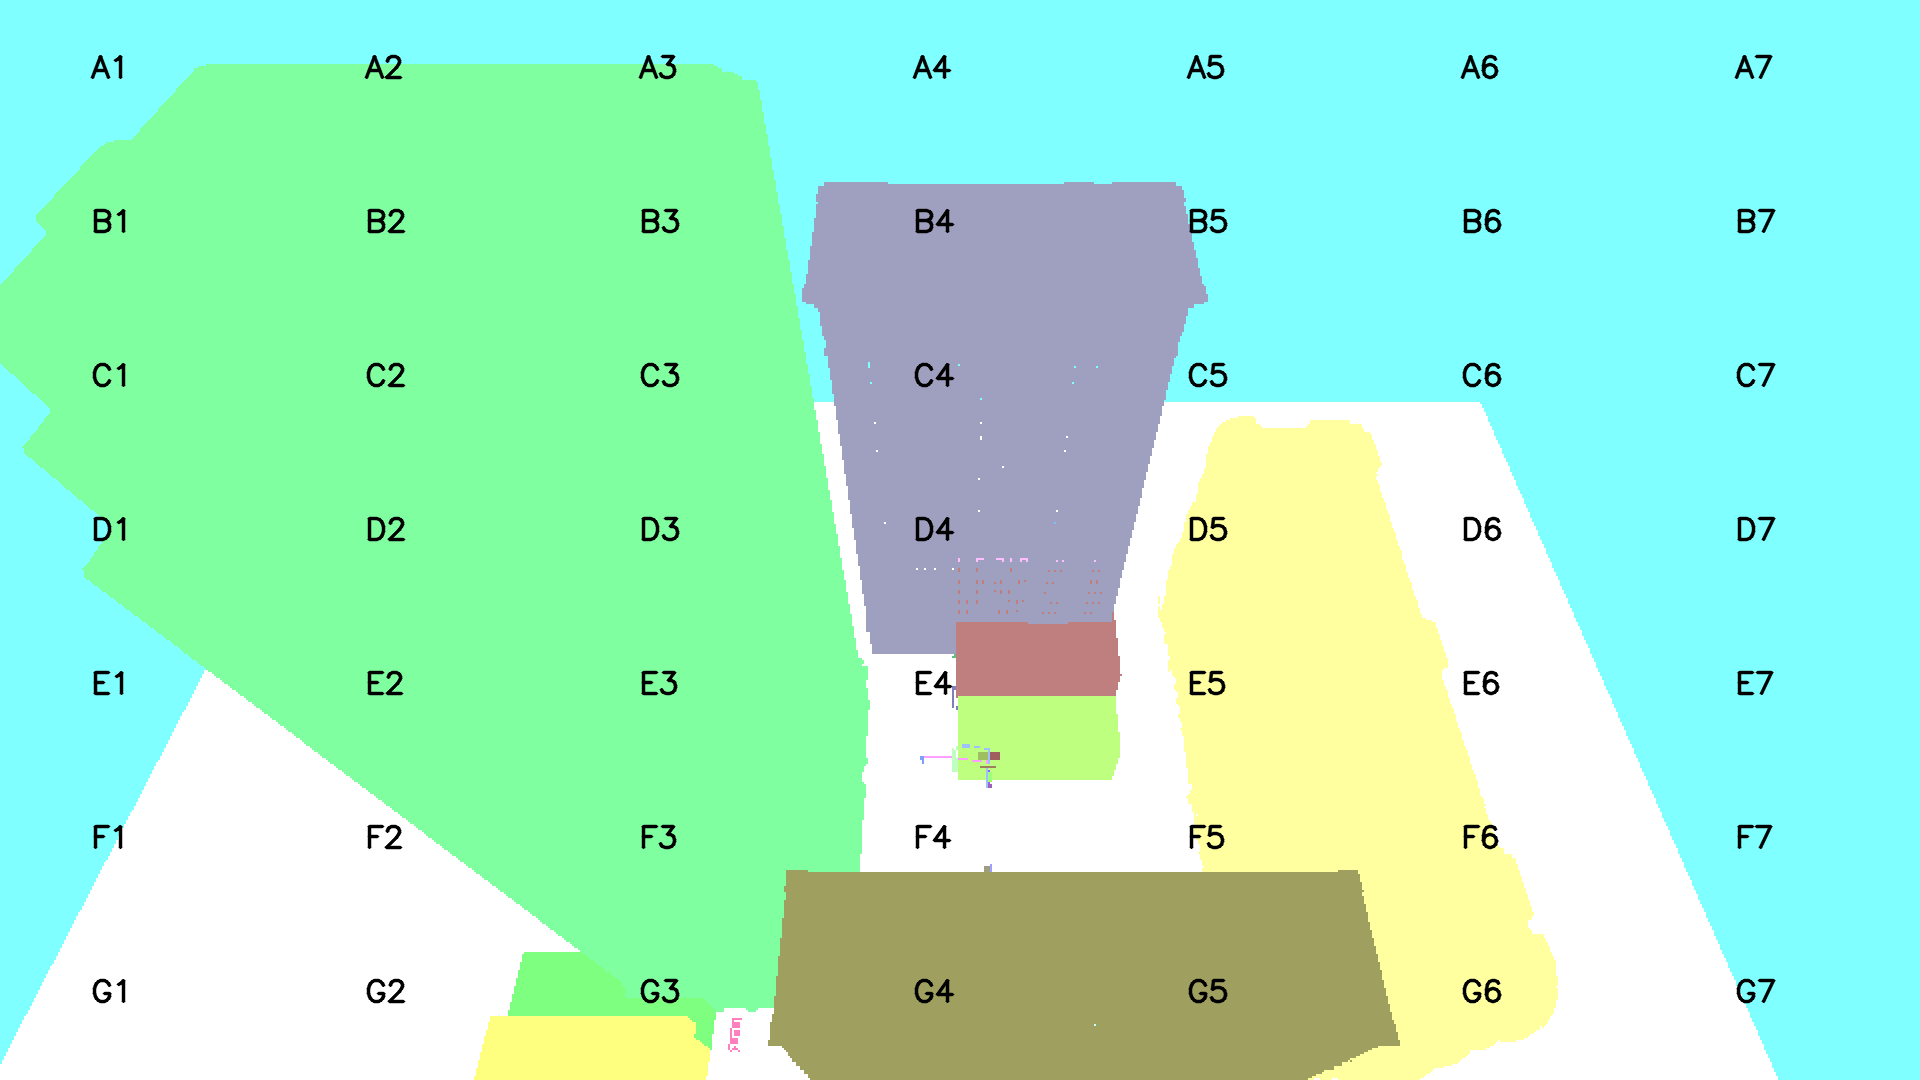 A1 A2 A3 A4 A5 A6 A7
B1 B2 B3 B4 B5 B6 B7
C1 C2 C3 C4 C5 C6 C7
D1 D2 D3 D4 D5 D6 D7
E1 E2 E3 E4 E5 E6 E7
F1 F2 F3 F4 F5 F6 F7
G1 G2 G3 G4 G5 G6 G7